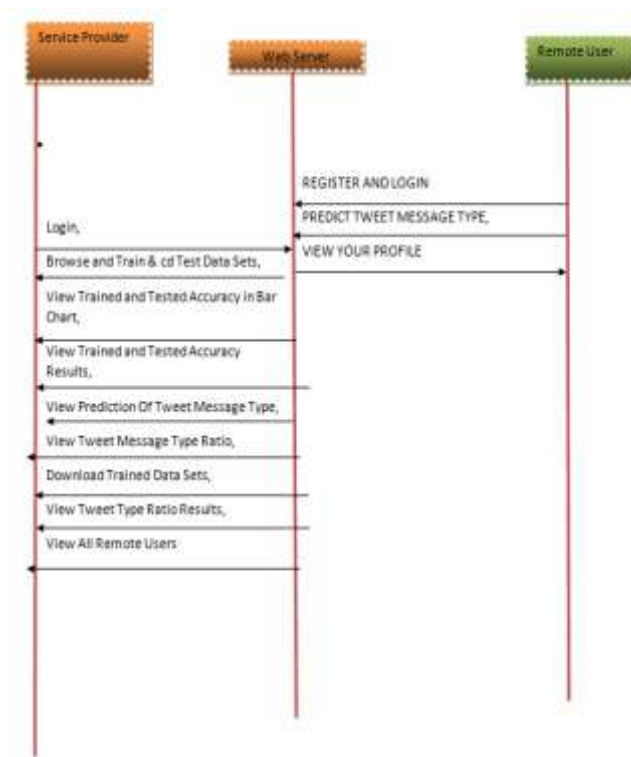 Service Provider
Web Server
Remote User
REGISTER AND LOGIN
PREDICT TWEET MESSAGE TYPE,
VIEW YOUR PROFILE
Login,
Browse and Train & cd Test Data Sets,
View Trained and Tested Accuracy in Bar
Chart,
View Trained and Tested Accuracy
Results,
View Prediction Of Tweet Message Type,
View Tweet Message Type Ratio,
Download Trained Data Sets,
View Tweet Type Ratio Results,
View All Remote Users